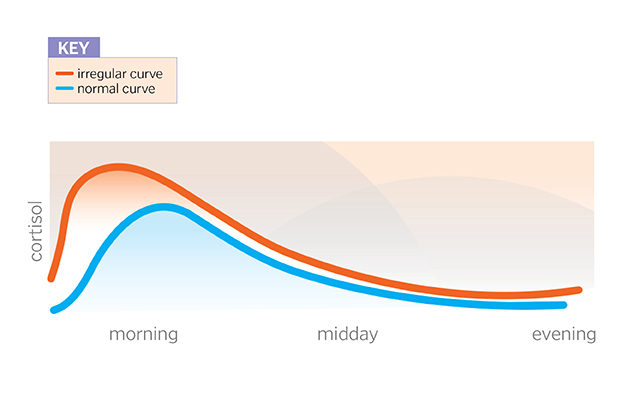 KEY
irregular curve
normal curve
cortisol
morning midday evening